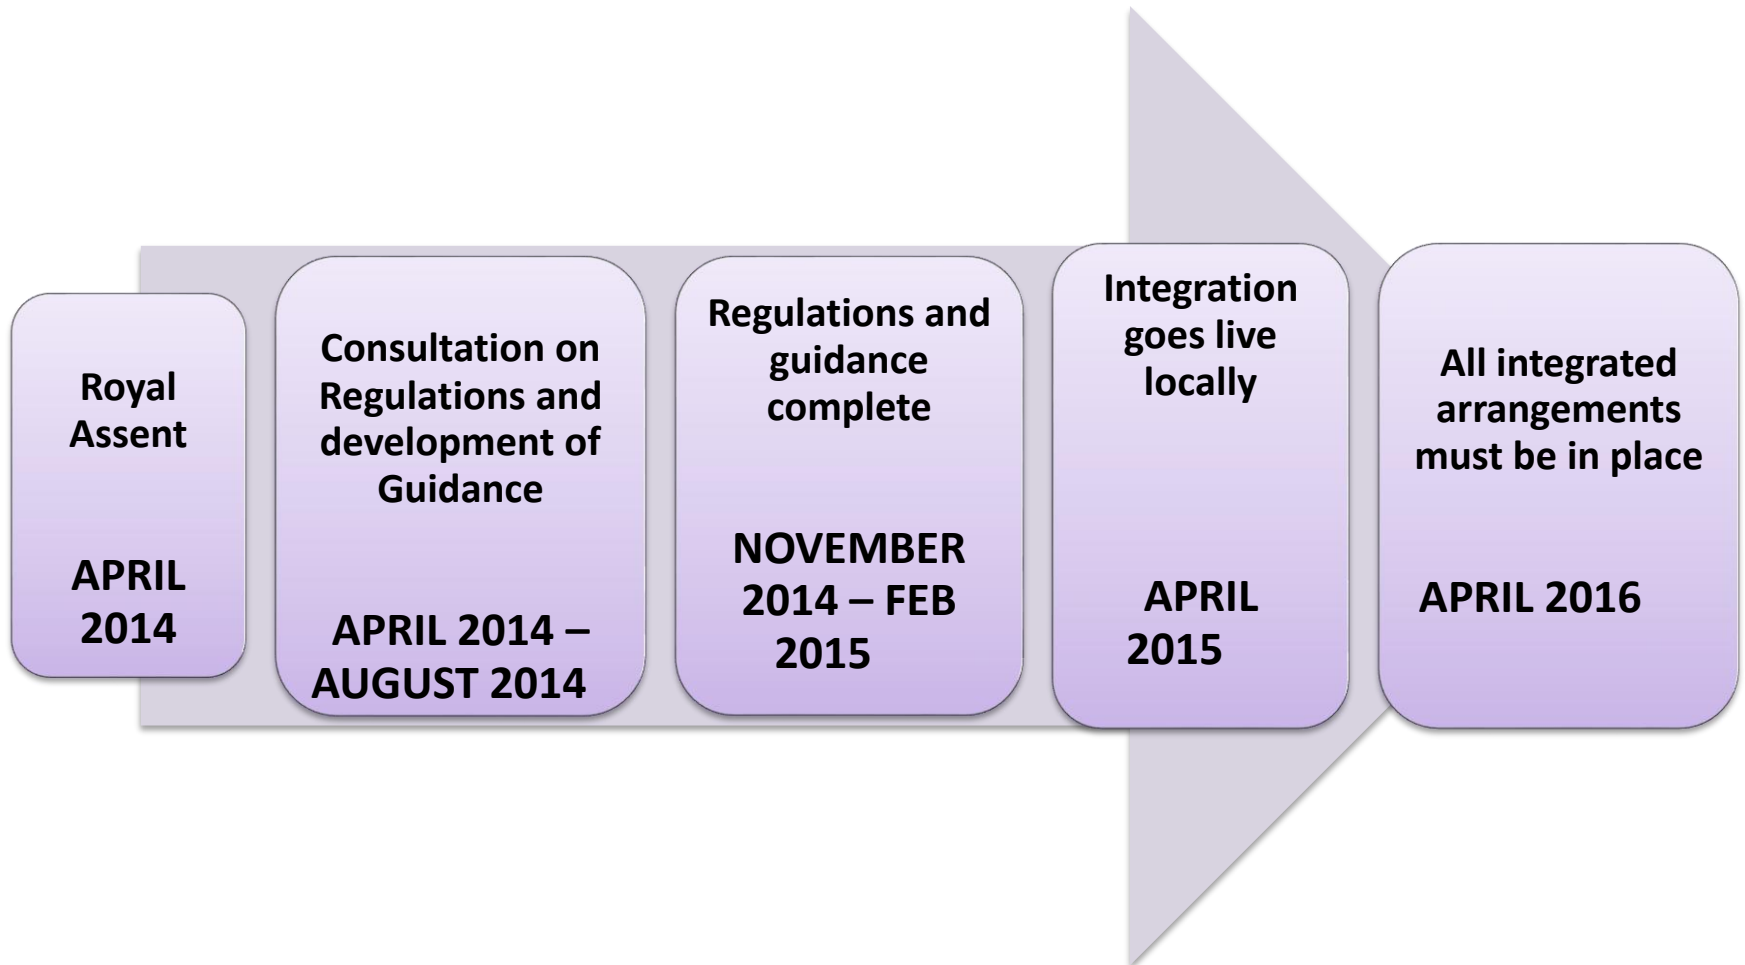 Royal
Assent
APRIL
2014
Consultation on
Regulations and
development of
Guidance
APRIL 2014 –
AUGUST 2014
Regulations and
guidance
complete
NOVEMBER
2014 – FEB
2015
Integration
goes live
locally
APRIL
2015
All integrated
arrangements
must be in place
APRIL 2016